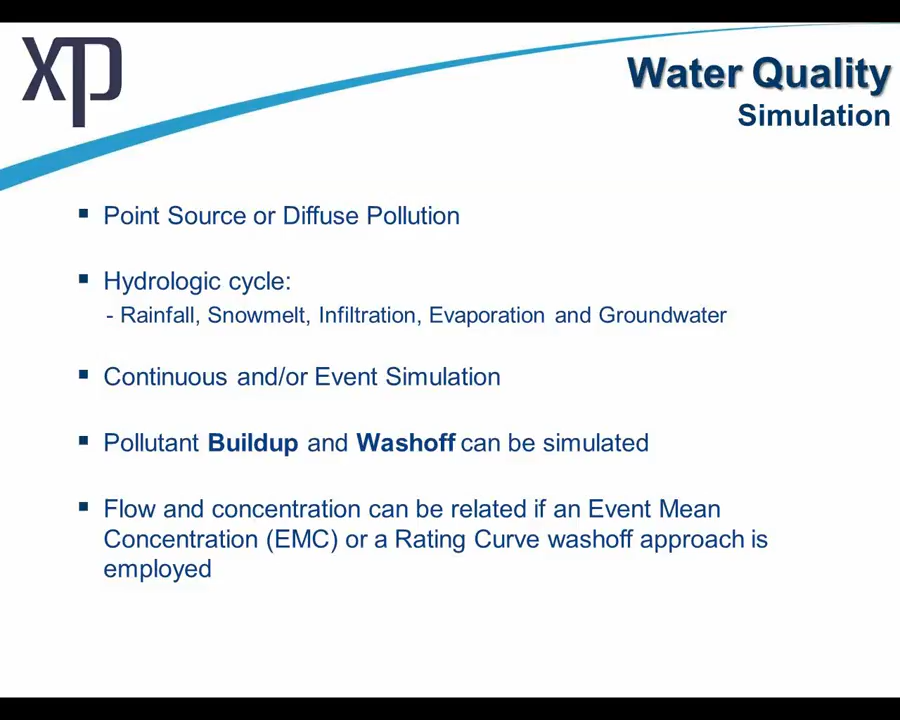 xp
Water Quality
Simulation
▪ Point Source or Diffuse Pollution
▪ Hydrologic cycle:
- Rainfall, Snowmelt, Infiltration, Evaporation and Groundwater
▪ Continuous and/or Event Simulation
▪ Pollutant Buildup and Washoff can be simulated
▪ Flow and concentration can be related if an Event Mean
Concentration (EMC) or a Rating Curve washoff approach is
employed